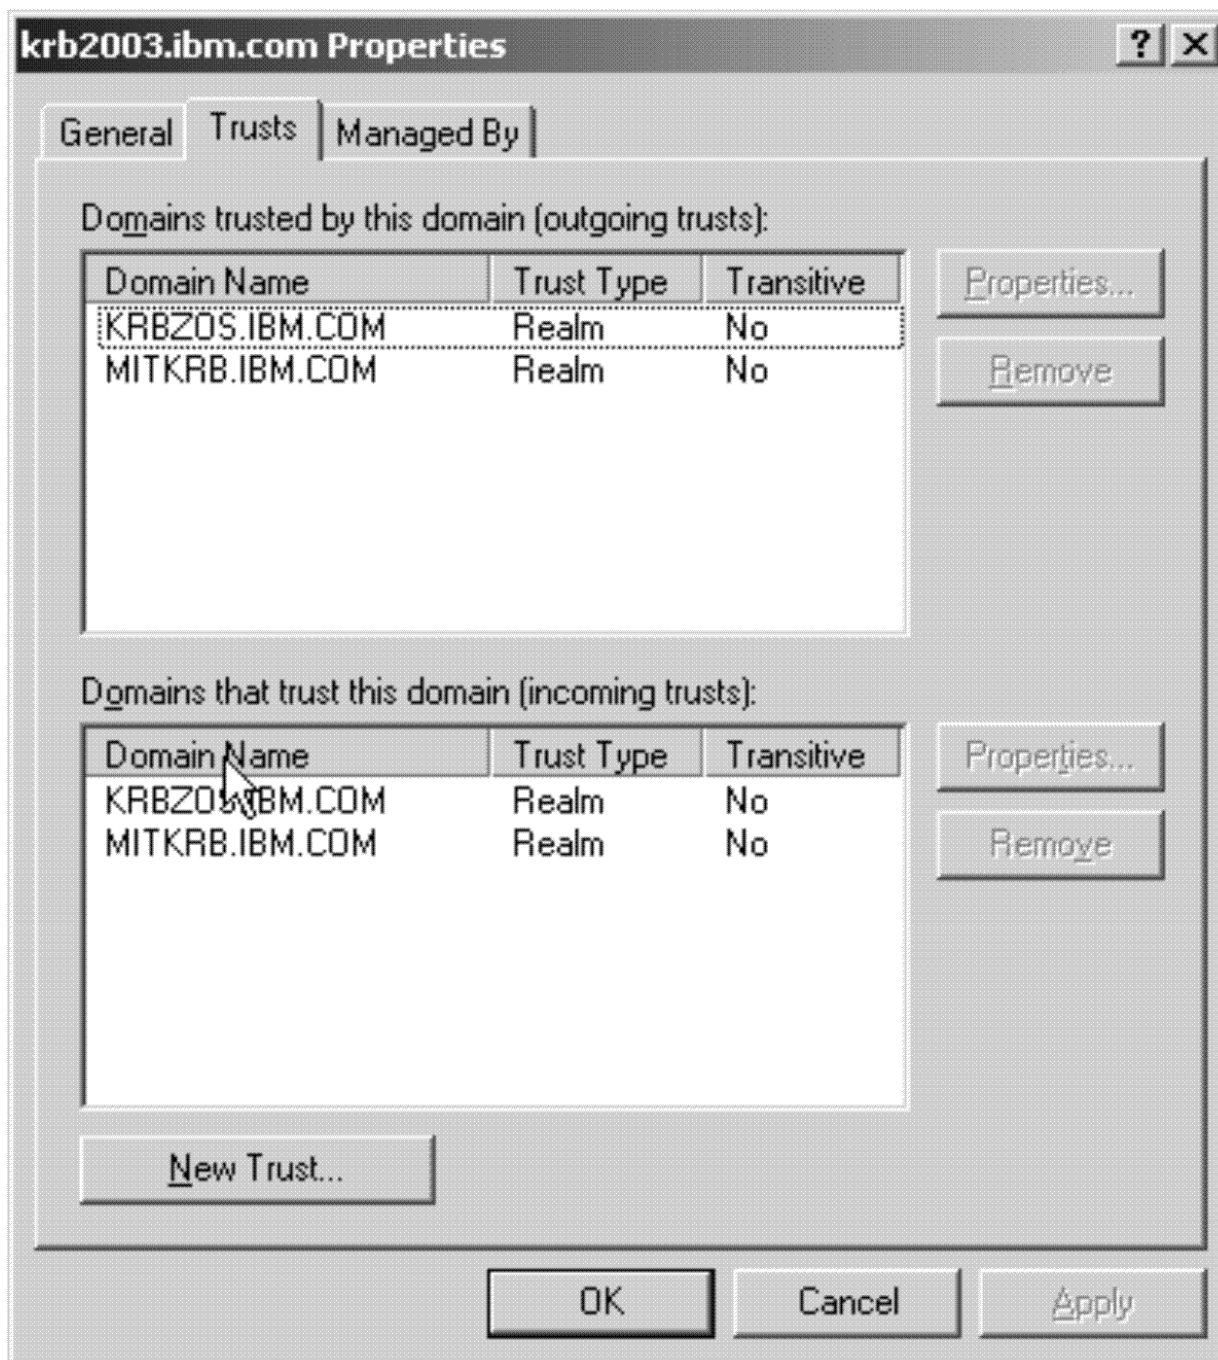 krb2003.ibm.com Properties ? X
General Trusts Managed By
Domains trusted by this domain (outgoing trusts):
Domain Name Trust Type Transitive Properties...
KRBZOS.IBM.COM Realm No
MITKRB.IBM.COM Realm No Remove
Domains that trust this domain (incoming trusts):
Domain Name Trust Type Transitive Properties...
KRBZOS.IBM.COM Realm No
MITKRB.IBM.COM Realm No Remove
New Trust...
OK Cancel Apply